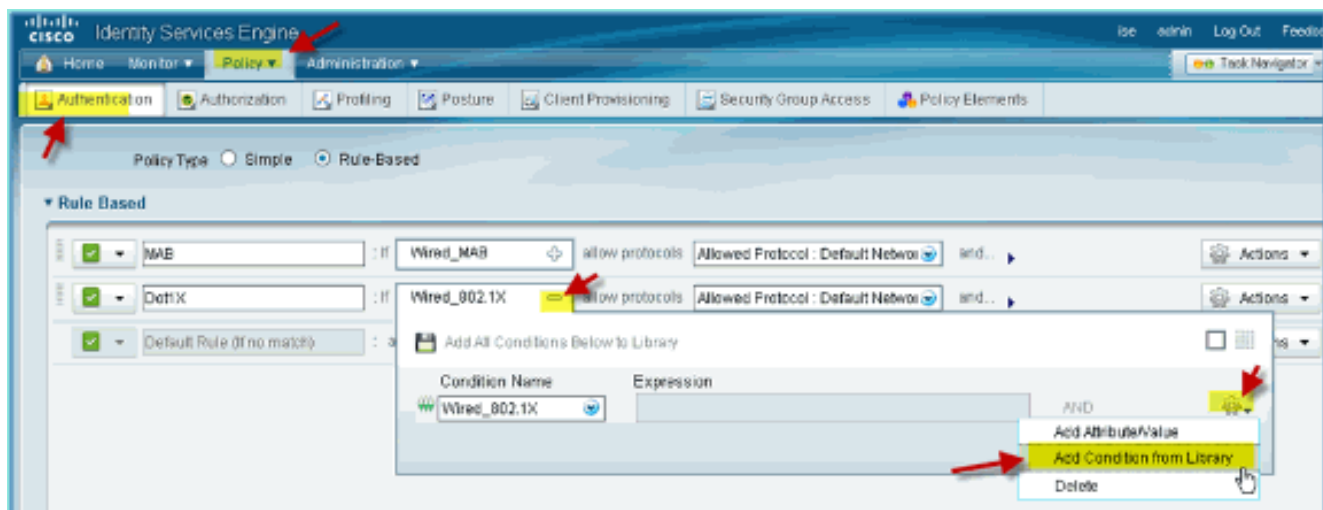 cisco Identity Services Engine ise admin Log Out Feedb
Home Monitor Policy Administration Task Navigator
Authentication Authorization Profiling Posture Client Provisioning Security Group Access Policy Elements
Policy Type Simple Rule-Based
Rule Based
MAB : If Wired_MAB allow protocols Allowed Protocol : Default Networ and... Actions
Dot1X : If Wired_802.1X allow protocols Allowed Protocol : Default Networ and... Actions
Default Rule (If no match) : a ns
Add All Conditions Below to Library
Condition Name Expression
Wired_802.1X AND
Add Attribute/Value
Add Condition from Library
Delete